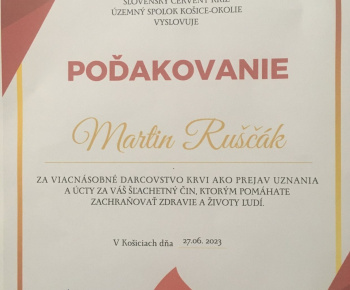 SLOVENSKÝ ČERVENÝ KRÍŽ
ÚZEMNÝ SPOLOK KOŠICE-OKOLIE
VYSLOVUJE
POĎAKOVANIE
Martin Ruščák
ZA VIACNÁSOBNÉ DARCOVSTVO KRVI AKO PREJAV UZNANIA
A ÚCTY ZA VÁŠ ŠĽACHETNÝ ČIN, KTORÝM POMÁHATE
ZACHRAŇOVAŤ ZDRAVIE A ŽIVOTY ĽUDÍ.
V Košiciach dňa 27.06. 2023